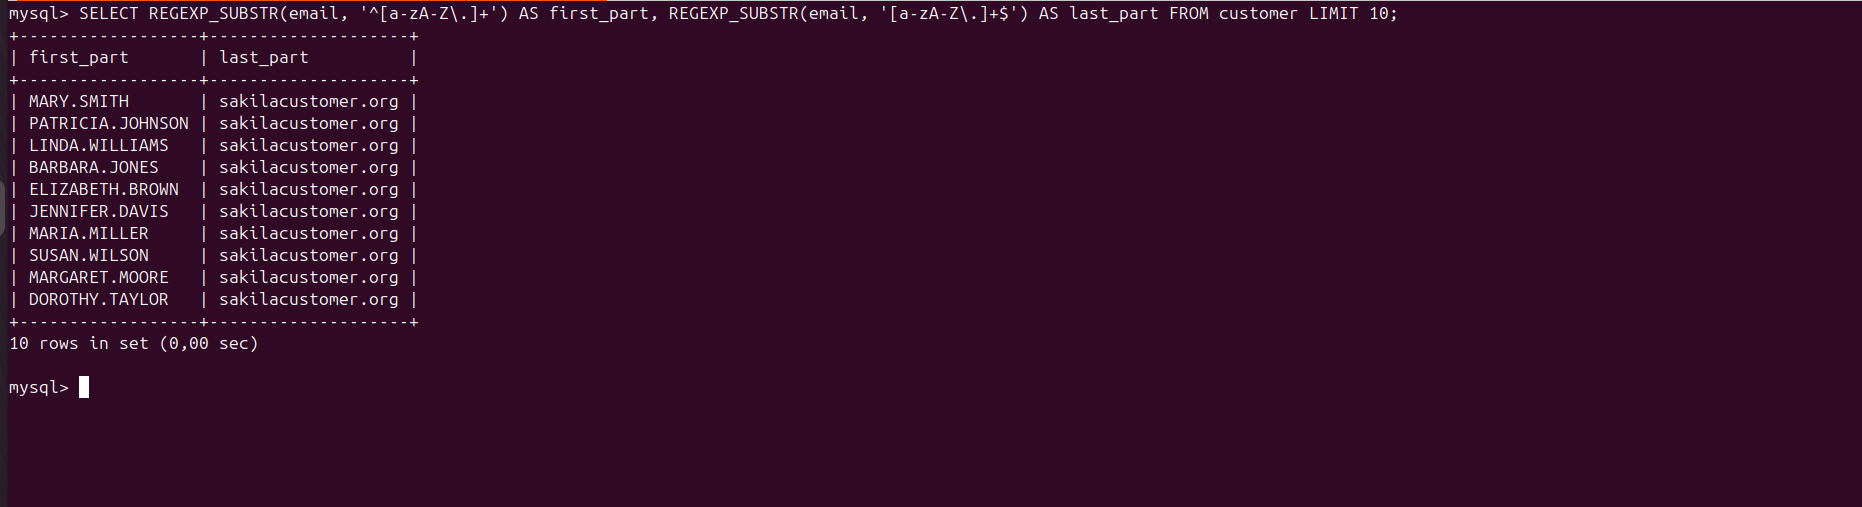 mysql> SELECT REGEXP_SUBSTR(email, '^[a-zA-Z\.]+') AS first_part, REGEXP_SUBSTR(email, '[a-zA-Z\.]+$') AS last_part FROM customer LIMIT 10;
+------------------+--------------------+
| first_part       | last_part          |
+------------------+--------------------+
| MARY.SMITH       | sakilacustomer.org |
| PATRICIA.JOHNSON | sakilacustomer.org |
| LINDA.WILLIAMS   | sakilacustomer.org |
| BARBARA.JONES    | sakilacustomer.org |
| ELIZABETH.BROWN  | sakilacustomer.org |
| JENNIFER.DAVIS   | sakilacustomer.org |
| MARIA.MILLER     | sakilacustomer.org |
| SUSAN.WILSON     | sakilacustomer.org |
| MARGARET.MOORE   | sakilacustomer.org |
| DOROTHY.TAYLOR   | sakilacustomer.org |
+------------------+--------------------+
10 rows in set (0,00 sec)
mysql>